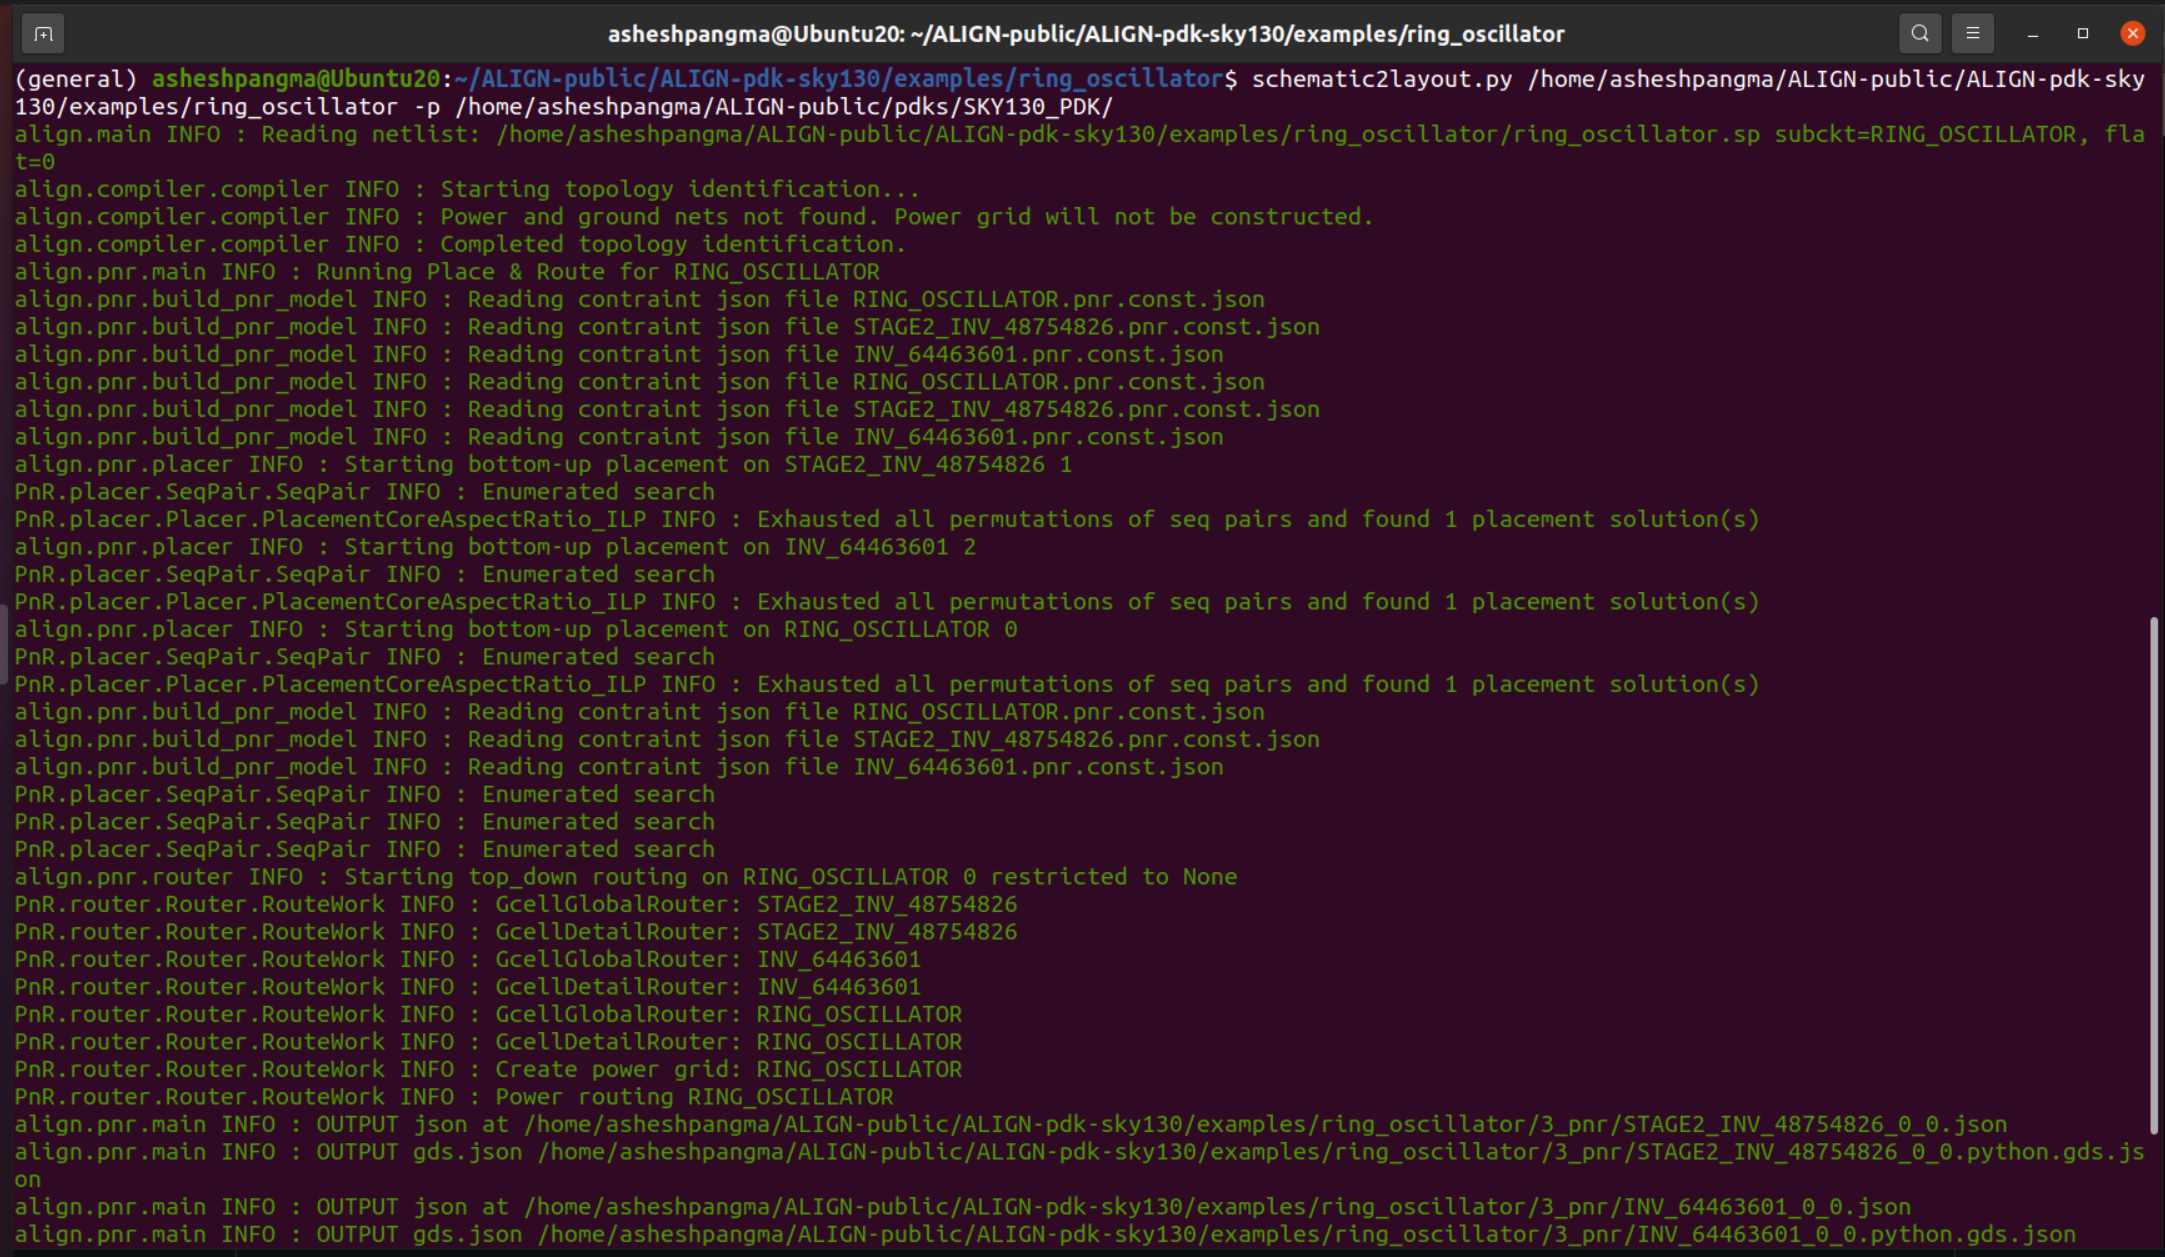 asheshpangma@Ubuntu20: ~/ALIGN-public/ALIGN-pdk-sky130/examples/ring_oscillator
(general) asheshpangma@Ubuntu20:~/ALIGN-public/ALIGN-pdk-sky130/examples/ring_oscillator$ schematic2layout.py /home/asheshpangma/ALIGN-public/ALIGN-pdk-sky
130/examples/ring_oscillator -p /home/asheshpangma/ALIGN-public/pdks/SKY130_PDK/
align.main INFO : Reading netlist: /home/asheshpangma/ALIGN-public/ALIGN-pdk-sky130/examples/ring_oscillator/ring_oscillator.sp subckt=RING_OSCILLATOR, fla
t=0
align.compiler.compiler INFO : Starting topology identification...
align.compiler.compiler INFO : Power and ground nets not found. Power grid will not be constructed.
align.compiler.compiler INFO : Completed topology identification.
align.pnr.main INFO : Running Place & Route for RING_OSCILLATOR
align.pnr.build_pnr_model INFO : Reading contraint json file RING_OSCILLATOR.pnr.const.json
align.pnr.build_pnr_model INFO : Reading contraint json file STAGE2_INV_48754826.pnr.const.json
align.pnr.build_pnr_model INFO : Reading contraint json file INV_64463601.pnr.const.json
align.pnr.build_pnr_model INFO : Reading contraint json file RING_OSCILLATOR.pnr.const.json
align.pnr.build_pnr_model INFO : Reading contraint json file STAGE2_INV_48754826.pnr.const.json
align.pnr.build_pnr_model INFO : Reading contraint json file INV_64463601.pnr.const.json
align.pnr.placer INFO : Starting bottom-up placement on STAGE2_INV_48754826 1
PnR.placer.SeqPair.SeqPair INFO : Enumerated search
PnR.placer.Placer.PlacementCoreAspectRatio_ILP INFO : Exhausted all permutations of seq pairs and found 1 placement solution(s)
align.pnr.placer INFO : Starting bottom-up placement on INV_64463601 2
PnR.placer.SeqPair.SeqPair INFO : Enumerated search
PnR.placer.Placer.PlacementCoreAspectRatio_ILP INFO : Exhausted all permutations of seq pairs and found 1 placement solution(s)
align.pnr.placer INFO : Starting bottom-up placement on RING_OSCILLATOR 0
PnR.placer.SeqPair.SeqPair INFO : Enumerated search
PnR.placer.Placer.PlacementCoreAspectRatio_ILP INFO : Exhausted all permutations of seq pairs and found 1 placement solution(s)
align.pnr.build_pnr_model INFO : Reading contraint json file RING_OSCILLATOR.pnr.const.json
align.pnr.build_pnr_model INFO : Reading contraint json file STAGE2_INV_48754826.pnr.const.json
align.pnr.build_pnr_model INFO : Reading contraint json file INV_64463601.pnr.const.json
PnR.placer.SeqPair.SeqPair INFO : Enumerated search
PnR.placer.SeqPair.SeqPair INFO : Enumerated search
PnR.placer.SeqPair.SeqPair INFO : Enumerated search
align.pnr.router INFO : Starting top_down routing on RING_OSCILLATOR 0 restricted to None
PnR.router.Router.RouteWork INFO : GcellGlobalRouter: STAGE2_INV_48754826
PnR.router.Router.RouteWork INFO : GcellDetailRouter: STAGE2_INV_48754826
PnR.router.Router.RouteWork INFO : GcellGlobalRouter: INV_64463601
PnR.router.Router.RouteWork INFO : GcellDetailRouter: INV_64463601
PnR.router.Router.RouteWork INFO : GcellGlobalRouter: RING_OSCILLATOR
PnR.router.Router.RouteWork INFO : GcellDetailRouter: RING_OSCILLATOR
PnR.router.Router.RouteWork INFO : Create power grid: RING_OSCILLATOR
PnR.router.Router.RouteWork INFO : Power routing RING_OSCILLATOR
align.pnr.main INFO : OUTPUT json at /home/asheshpangma/ALIGN-public/ALIGN-pdk-sky130/examples/ring_oscillator/3_pnr/STAGE2_INV_48754826_0_0.json
align.pnr.main INFO : OUTPUT gds.json /home/asheshpangma/ALIGN-public/ALIGN-pdk-sky130/examples/ring_oscillator/3_pnr/STAGE2_INV_48754826_0_0.python.gds.js
on
align.pnr.main INFO : OUTPUT json at /home/asheshpangma/ALIGN-public/ALIGN-pdk-sky130/examples/ring_oscillator/3_pnr/INV_64463601_0_0.json
align.pnr.main INFO : OUTPUT gds.json /home/asheshpangma/ALIGN-public/ALIGN-pdk-sky130/examples/ring_oscillator/3_pnr/INV_64463601_0_0.python.gds.json